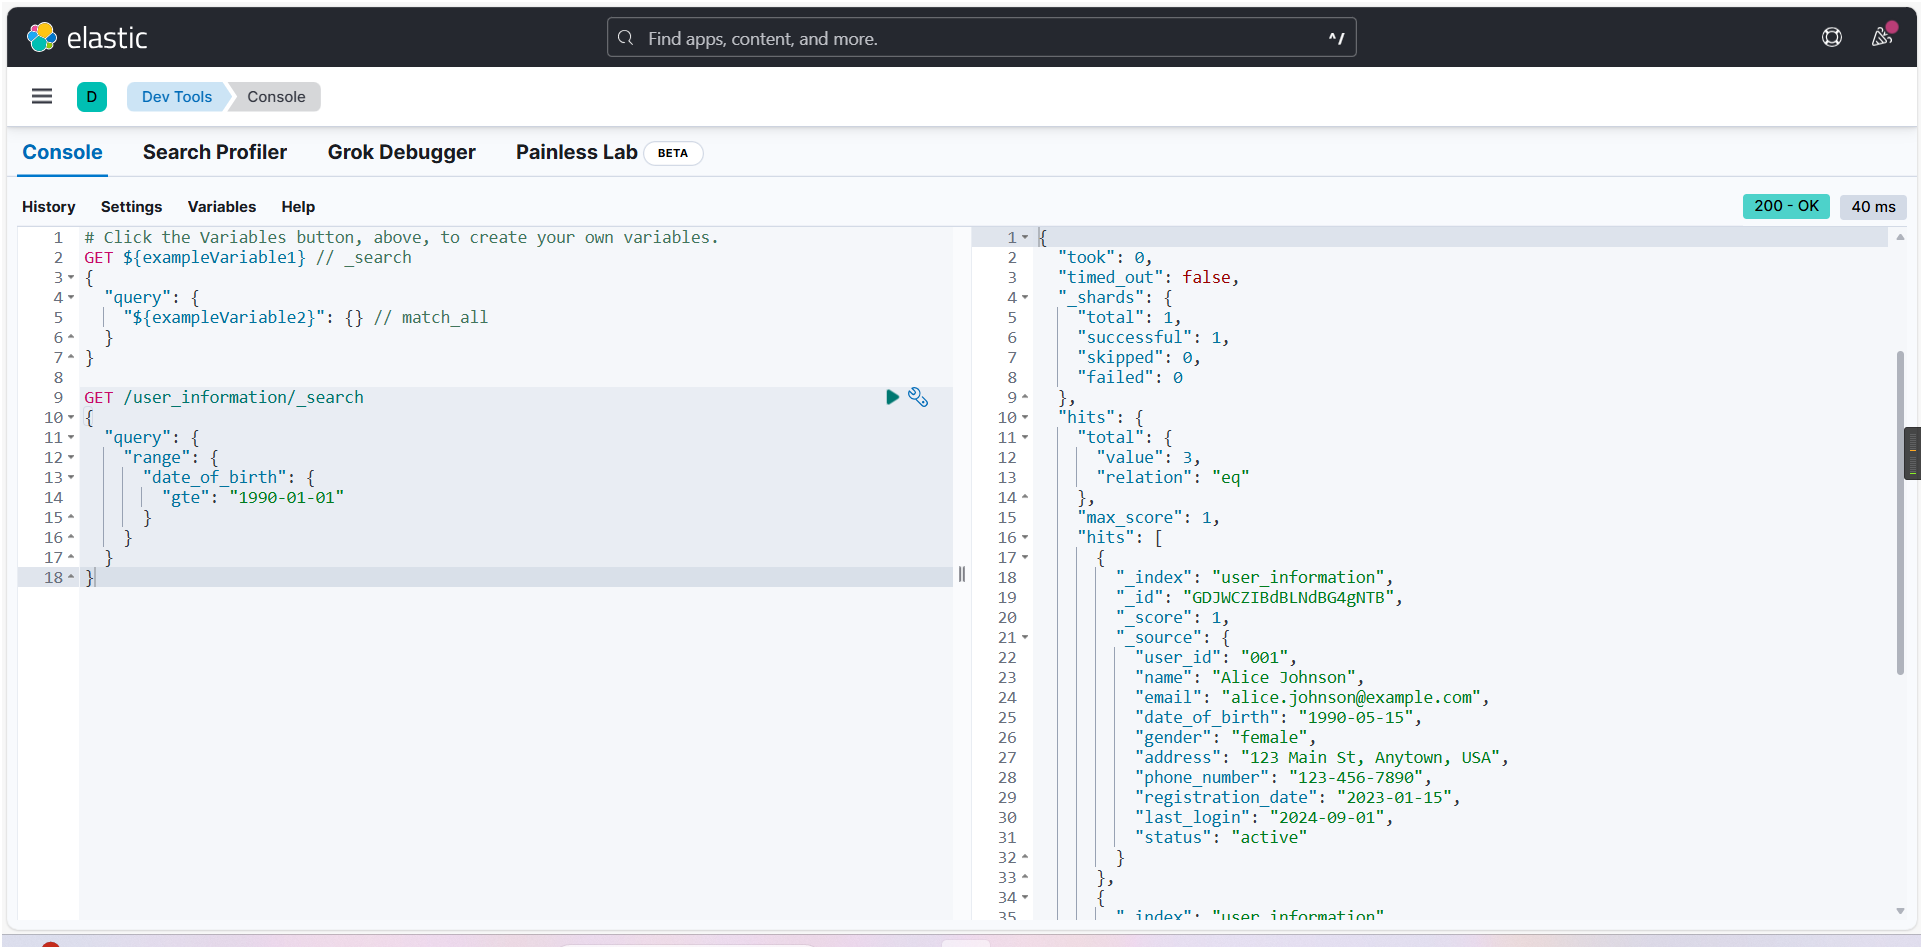 elastic
Find apps, content, and more.
^/
D
Dev Tools
Console
Console
Search Profiler
Grok Debugger
Painless Lab
BETA
History
Settings
Variables
Help
200 - OK
40 ms
1 # Click the Variables button, above, to create your own variables.
2 GET ${exampleVariable1} // _search
3 {
4 "query": {
5 "${exampleVariable2}": {} // match_all
6 }
7 }
8
9 GET /user_information/_search
10 {
11 "query": {
12 "range": {
13 "date_of_birth": {
14 "gte": "1990-01-01"
15 }
16 }
17 }
18 }
1 {
2 "took": 0,
3 "timed_out": false,
4 "_shards": {
5 "total": 1,
6 "successful": 1,
7 "skipped": 0,
8 "failed": 0
9 },
10 "hits": {
11 "total": {
12 "value": 3,
13 "relation": "eq"
14 },
15 "max_score": 1,
16 "hits": [
17 {
18 "_index": "user_information",
19 "_id": "GDJWCZIBdBLNdBG4gNTB",
20 "_score": 1,
21 "_source": {
22 "user_id": "001",
23 "name": "Alice Johnson",
24 "email": "alice.johnson@example.com",
25 "date_of_birth": "1990-05-15",
26 "gender": "female",
27 "address": "123 Main St, Anytown, USA",
28 "phone_number": "123-456-7890",
29 "registration_date": "2023-01-15",
30 "last_login": "2024-09-01",
31 "status": "active"
32 }
33 },
34 {
35 "_index": "user_information"